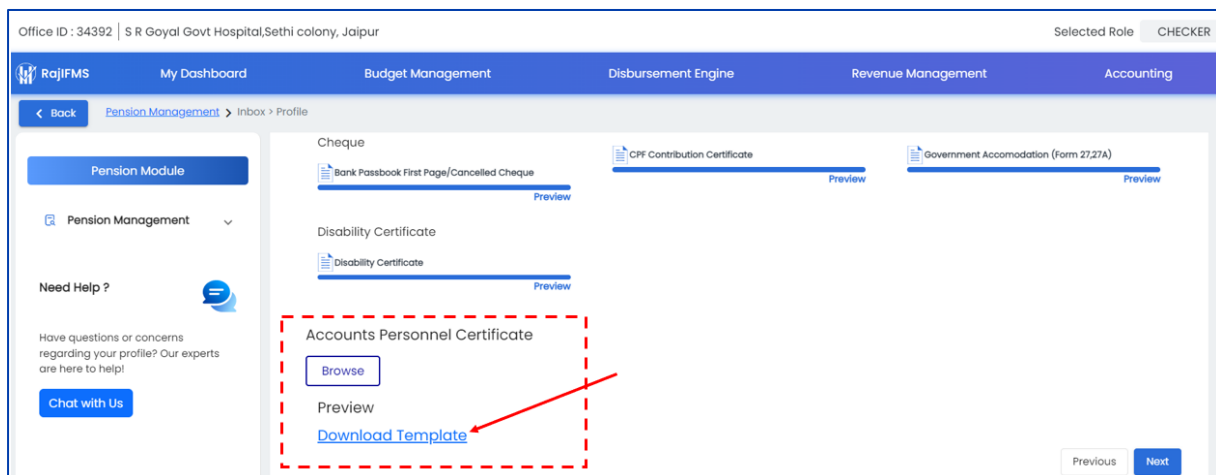 Office ID : 34392 | S R Goyal Govt Hospital,Sethi colony, Jaipur
Selected Role CHECKER
RajIFMS My Dashboard Budget Management Disbursement Engine Revenue Management Accounting
< Back Pension Management > Inbox > Profile
Pension Module
Pension Management
Need Help ?
Have questions or concerns
regarding your profile? Our experts
are here to help!
Chat with Us
Cheque
Bank Passbook First Page/Cancelled Cheque
Preview
CPF Contribution Certificate
Preview
Government Accomodation (Form 27,27A)
Preview
Disability Certificate
Disability Certificate
Preview
Accounts Personnel Certificate
Browse
Preview
Download Template
Previous Next